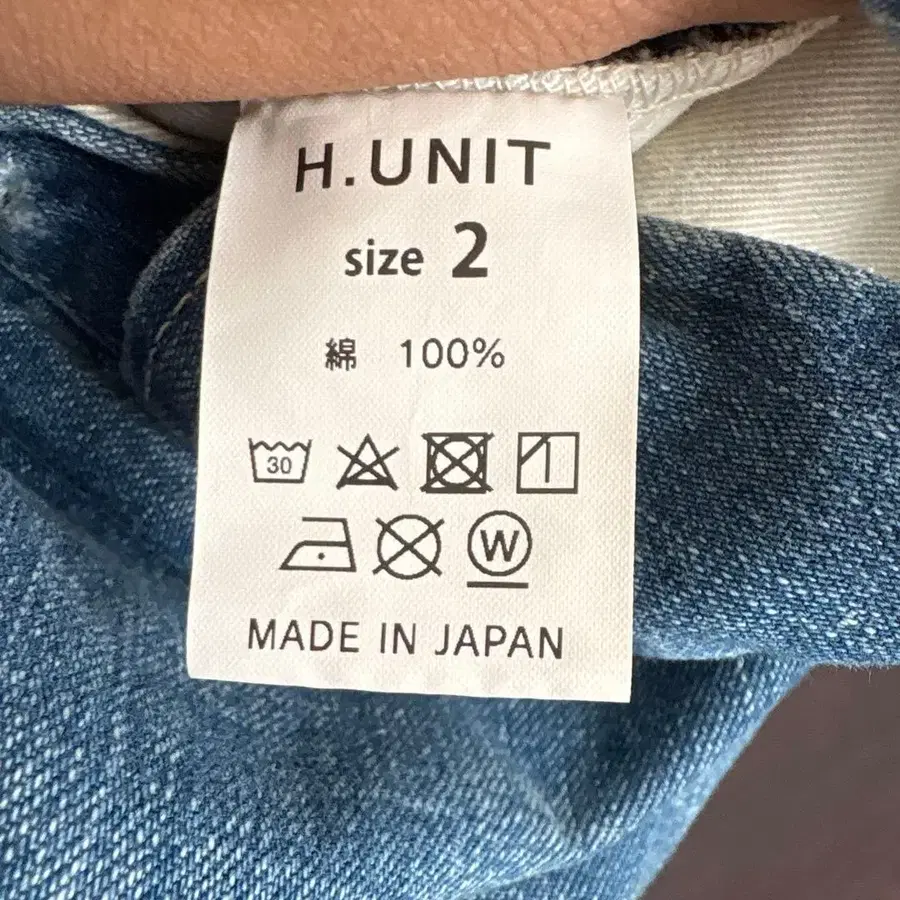 H.UNIT
size 2
綿 100%
30
W
MADE IN JAPAN